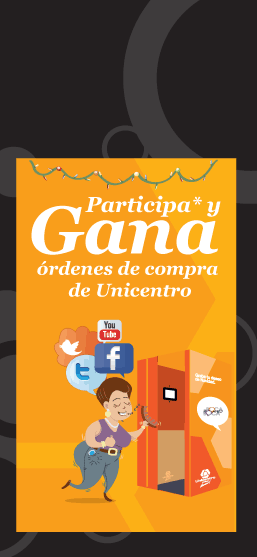 Participa* y
Gana
órdenes de compra
de Unicentro
You
Tube
f
t